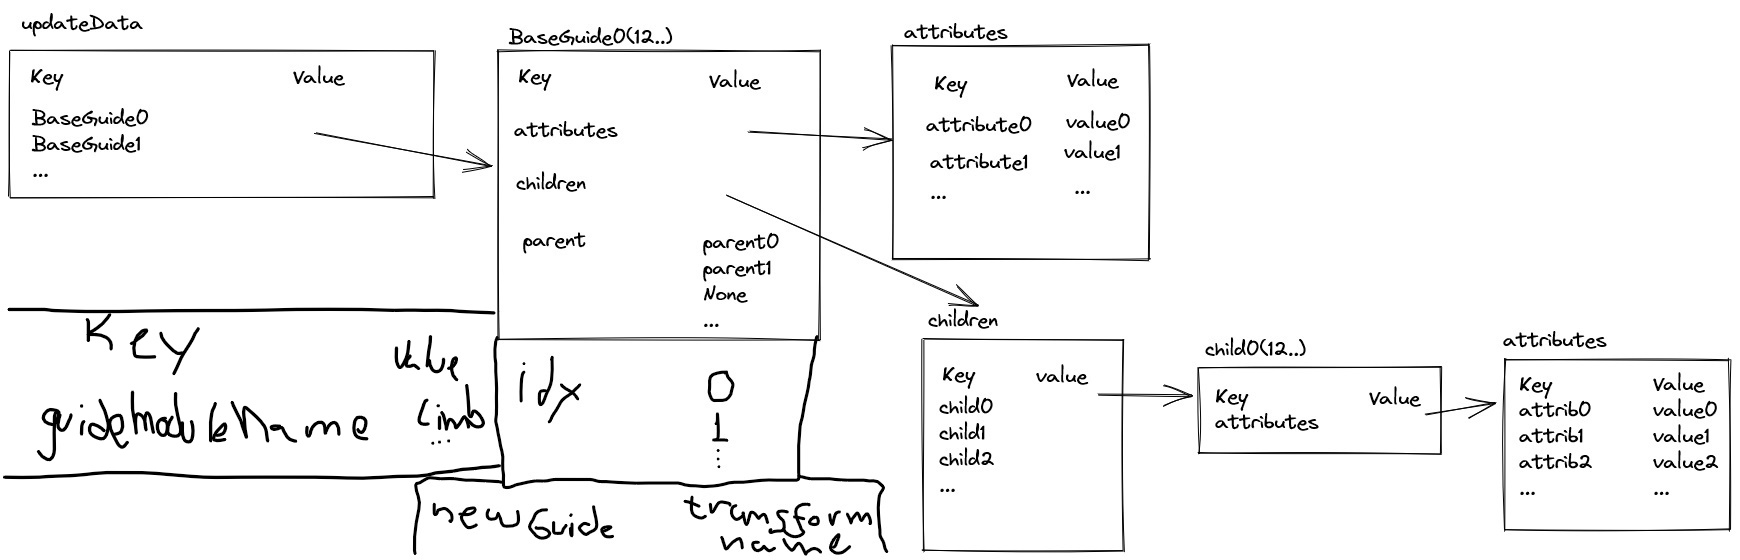 updateData
Key Value
BaseGuide0
BaseGuide1
...
BaseGuide0(12..)
Key Value
attributes
children
parent parent0
parent1
None
...
attributes
Key Value
attribute0 value0
attribute1 value1
... ...
Key Value
guideModuleName Limb
...
idx 0
1
...
newGuide transform
name
children
Key value
child0
child1
child2
...
child0(12..)
Key Value
attributes
attributes
Key Value
attrib0 value0
attrib1 value1
attrib2 value2
... ...